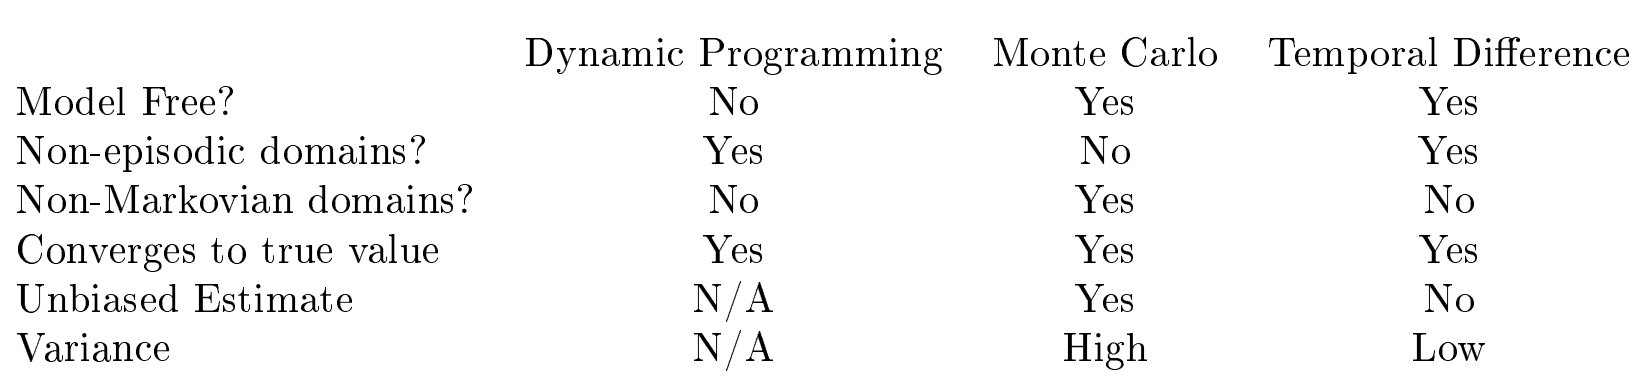 Dynamic Programming Monte Carlo Temporal Difference
Model Free? No Yes Yes
Non-episodic domains? Yes No Yes
Non-Markovian domains? No Yes No
Converges to true value Yes Yes Yes
Unbiased Estimate N/A Yes No
Variance N/A High Low